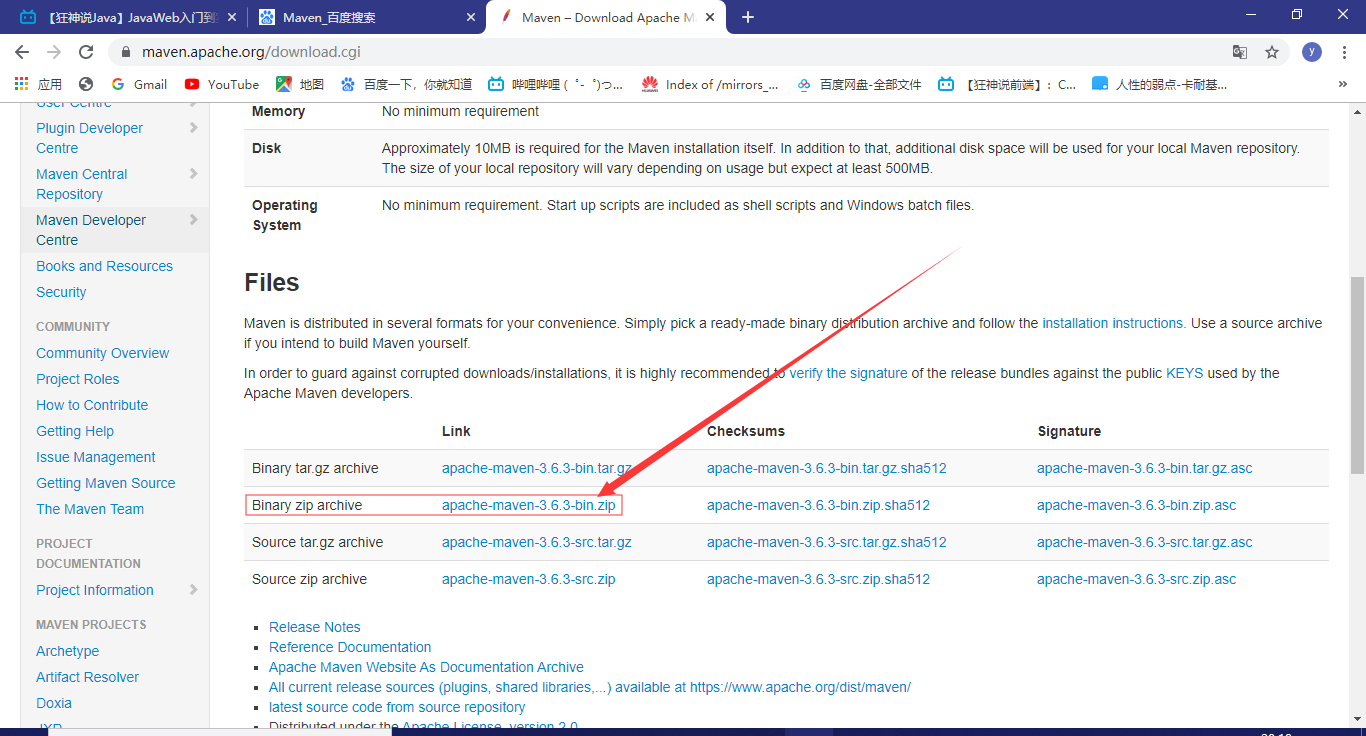 【狂神说Java】JavaWeb入门到
Maven_百度搜索
Maven – Download Apache M
maven.apache.org/download.cgi
y
应用
Gmail
YouTube
地图
百度一下，你就知道
哔哩哔哩 ( ゜- ゜)つ...
Index of /mirrors_...
百度网盘-全部文件
【狂神说前端】：C...
人性的弱点-卡耐基...
»
User Centre
Plugin Developer
Centre
Maven Central
Repository
Maven Developer
Centre
Books and Resources
Security
COMMUNITY
Community Overview
Project Roles
How to Contribute
Getting Help
Issue Management
Getting Maven Source
The Maven Team
PROJECT
DOCUMENTATION
Project Information
MAVEN PROJECTS
Archetype
Artifact Resolver
Doxia
JXR
Memory No minimum requirement
Disk Approximately 10MB is required for the Maven installation itself. In addition to that, additional disk space will be used for your local Maven repository.
The size of your local repository will vary depending on usage but expect at least 500MB.
Operating No minimum requirement. Start up scripts are included as shell scripts and Windows batch files.
System
Files
Maven is distributed in several formats for your convenience. Simply pick a ready-made binary distribution archive and follow the installation instructions. Use a source archive
if you intend to build Maven yourself.
In order to guard against corrupted downloads/installations, it is highly recommended to verify the signature of the release bundles against the public KEYS used by the
Apache Maven developers.
Link Checksums Signature
Binary tar.gz archive apache-maven-3.6.3-bin.tar.gz apache-maven-3.6.3-bin.tar.gz.sha512 apache-maven-3.6.3-bin.tar.gz.asc
Binary zip archive apache-maven-3.6.3-bin.zip apache-maven-3.6.3-bin.zip.sha512 apache-maven-3.6.3-bin.zip.asc
Source tar.gz archive apache-maven-3.6.3-src.tar.gz apache-maven-3.6.3-src.tar.gz.sha512 apache-maven-3.6.3-src.tar.gz.asc
Source zip archive apache-maven-3.6.3-src.zip apache-maven-3.6.3-src.zip.sha512 apache-maven-3.6.3-src.zip.asc
Release Notes
Reference Documentation
Apache Maven Website As Documentation Archive
All current release sources (plugins, shared libraries,...) available at https://www.apache.org/dist/maven/
latest source code from source repository
Distributed under the Apache License, version 2.0